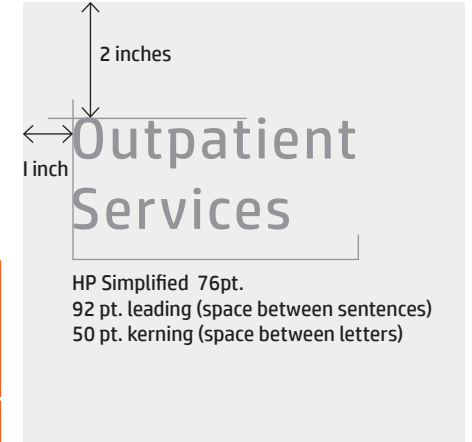 2 inches
Outpatient
1 inch
Services
HP Simplified 76pt.
92 pt. leading (space between sentences)
50 pt. kerning (space between letters)